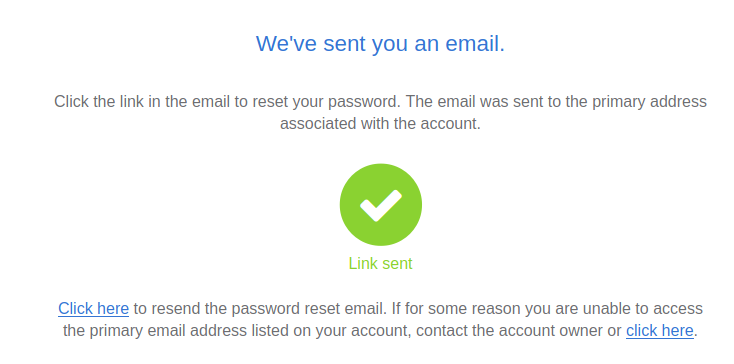 We've sent you an email.
Click the link in the email to reset your password. The email was sent to the primary address
associated with the account.
Link sent
Click here to resend the password reset email. If for some reason you are unable to access
the primary email address listed on your account, contact the account owner or click here.